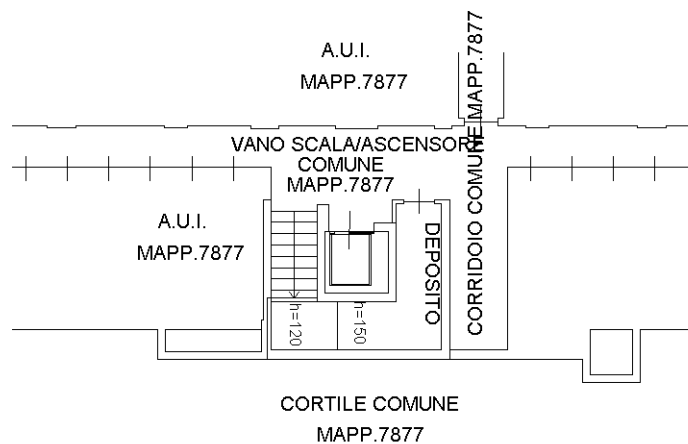 A.U.I.
MAPP.7877
CORRIDOIO COMUNE MAPP.7877
VANO SCALA/ASCENSORE
COMUNE
MAPP.7877
A.U.I.
MAPP.7877
DEPOSITO
h=120
h=150
CORTILE COMUNE
MAPP.7877